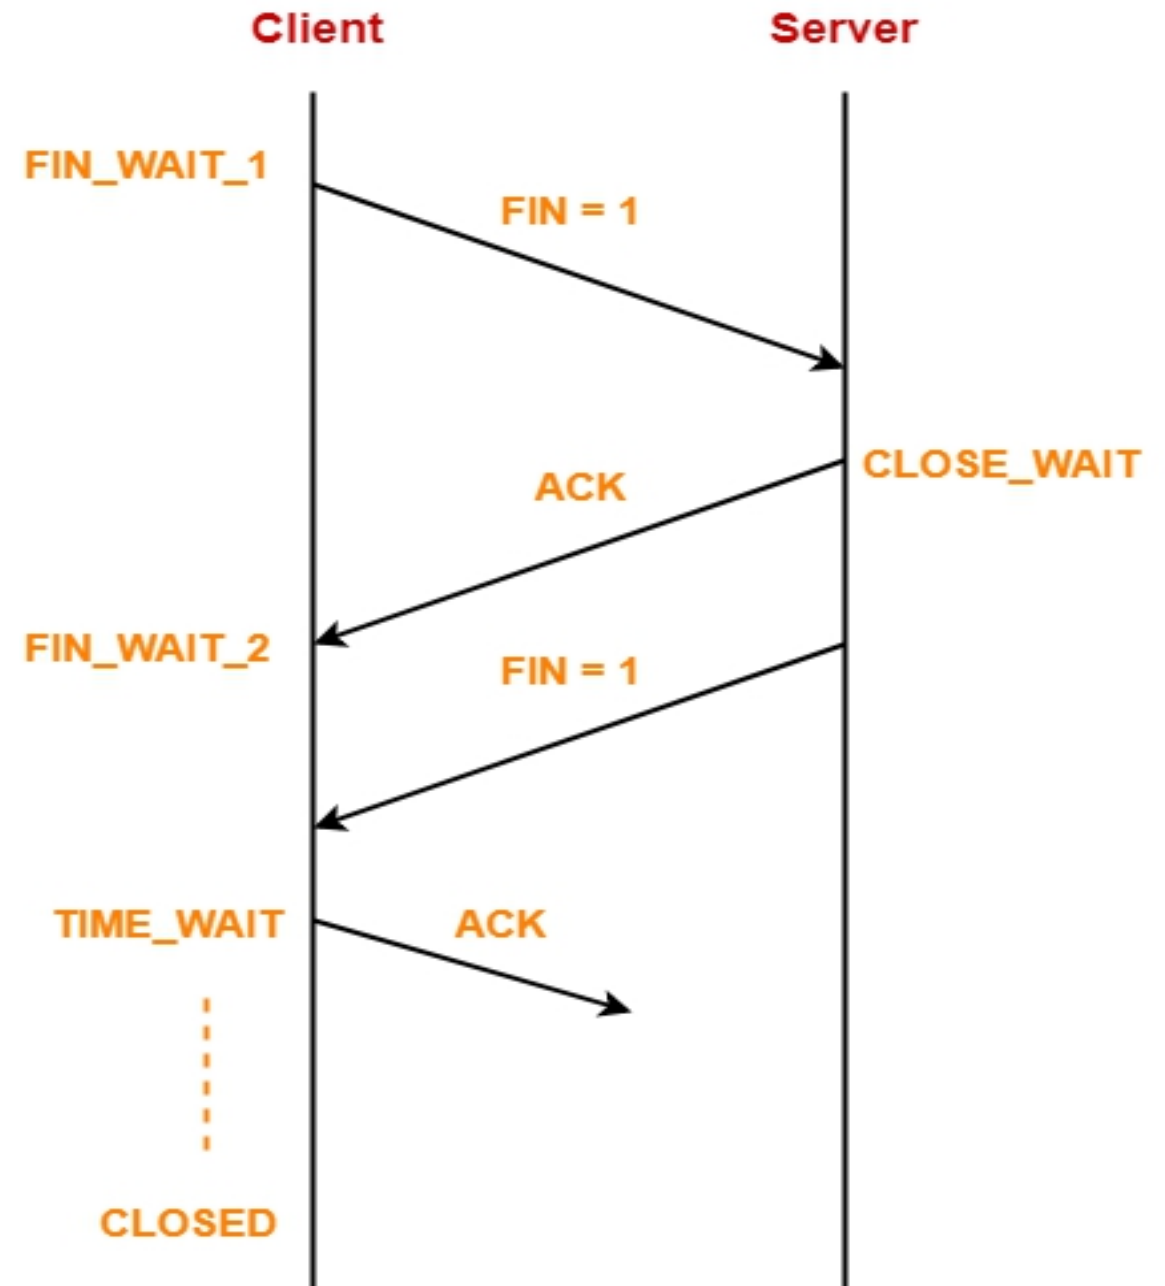 Client
Server
FIN_WAIT_1
FIN = 1
CLOSE_WAIT
ACK
FIN_WAIT_2
FIN = 1
TIME_WAIT
ACK
CLOSED